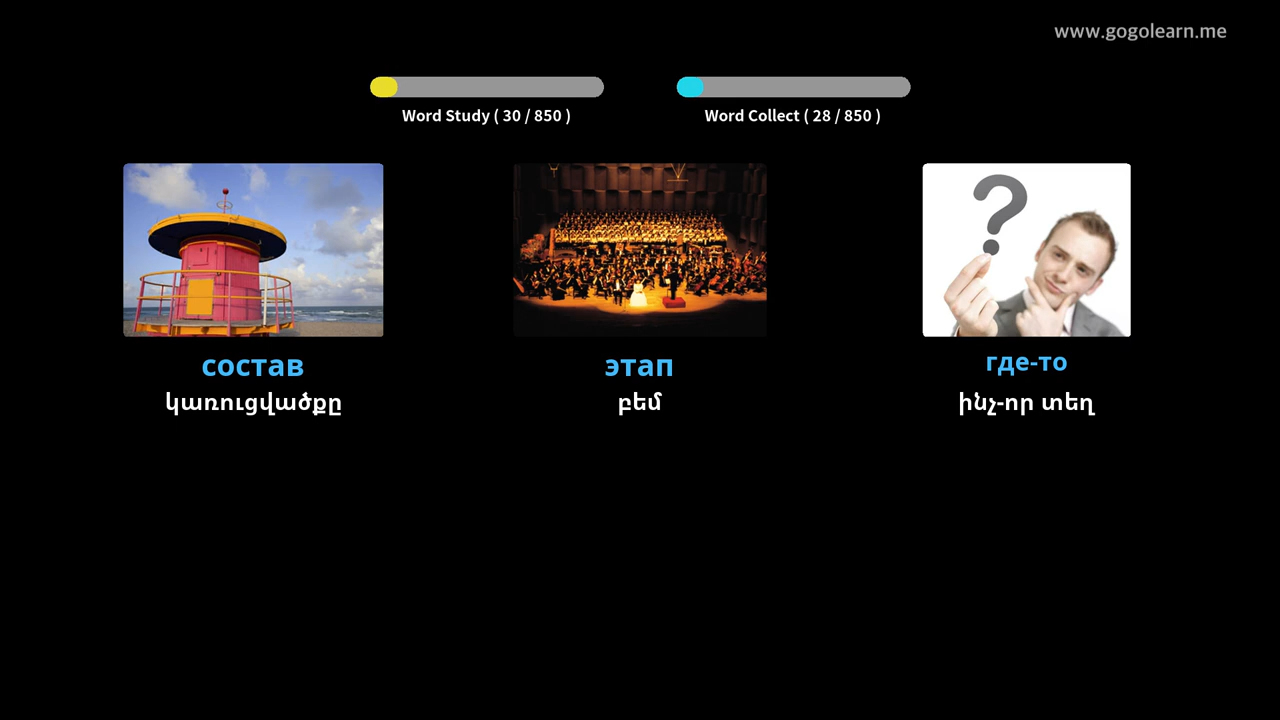 www.gogolearn.me
Word Study ( 30 / 850 )
Word Collect ( 28 / 850 )
состав
этап
где-то
կառուցվածքը
բեմ
ինչ-որ տեղ